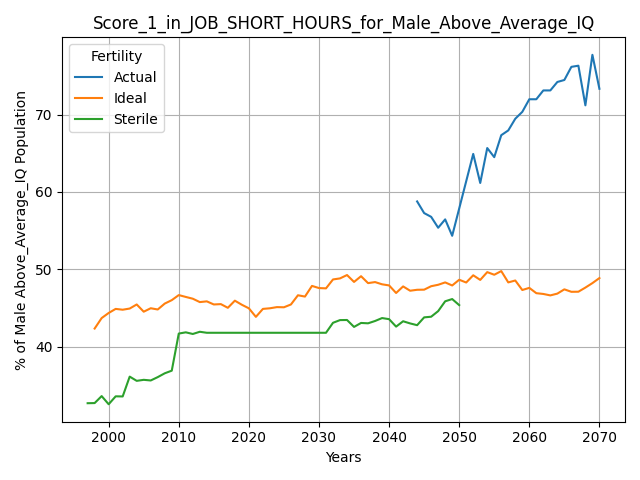 Score_1_in_JOB_SHORT_HOURS_for_Male_Above_Average_IQ
Fertility
Actual
Ideal
Sterile
% of Male Above_Average_IQ Population
70
60
50
40
2000 2010 2020 2030 2040 2050 2060 2070
Years